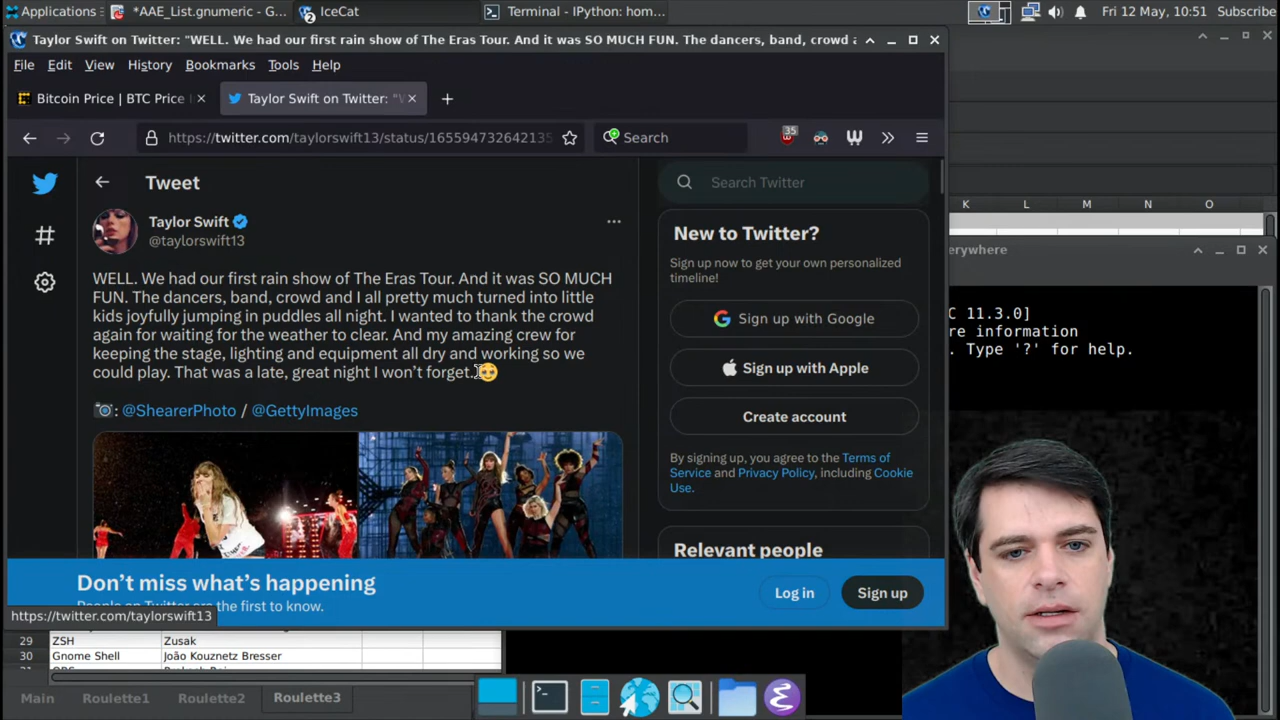 Applications
*AAE_List.gnumeric - G...
2
IceCat
Terminal - IPython: hom...
Fri 12 May, 10:51
Subscribe
Taylor Swift on Twitter: "WELL. We had our first rain show of The Eras Tour. And it was SO MUCH FUN. The dancers, band, crowd a
File Edit View History Bookmarks Tools Help
Bitcoin Price | BTC Price
Taylor Swift on Twitter: "W
https://twitter.com/taylorswift13/status/165594732642135
Search
35
Tweet
Search Twitter
Taylor Swift
@taylorswift13
WELL. We had our first rain show of The Eras Tour. And it was SO MUCH
FUN. The dancers, band, crowd and I all pretty much turned into little
kids joyfully jumping in puddles all night. I wanted to thank the crowd
again for waiting for the weather to clear. And my amazing crew for
keeping the stage, lighting and equipment all dry and working so we
could play. That was a late, great night I won't forget.🥹
📷: @ShearerPhoto / @GettyImages
New to Twitter?
Sign up now to get your own personalized
timeline!
Sign up with Google
Sign up with Apple
Create account
By signing up, you agree to the Terms of
Service and Privacy Policy, including Cookie
Use.
Relevant people
Don't miss what's happening
People on Twitter are the first to know.
Log in
Sign up
https://twitter.com/taylorswift13
K L M N O
erywhere
C 11.3.0]
re information
. Type '?' for help.
29 ZSH Zusak
30 Gnome Shell João Kouznetz Bresser
Main Roulette1 Roulette2 Roulette3